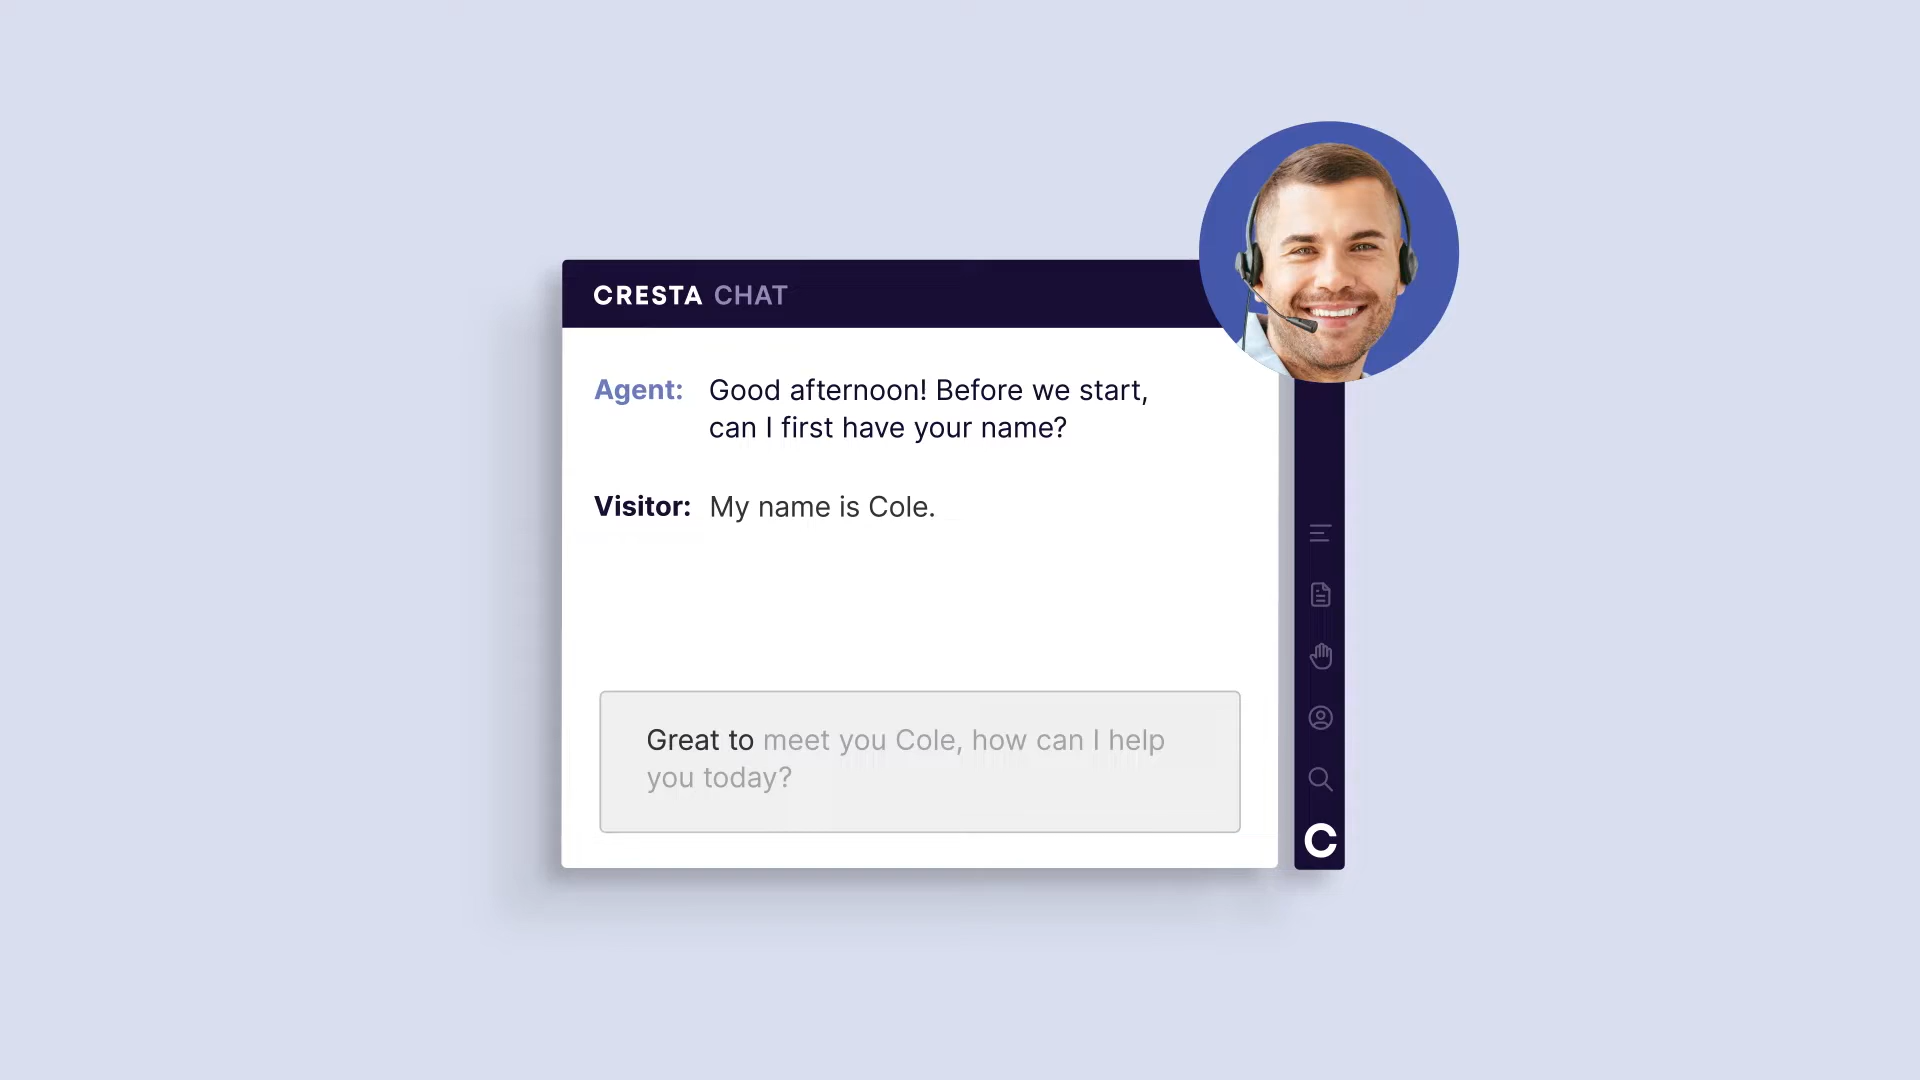 CRESTA CHAT
Agent: Good afternoon! Before we start,
can I first have your name?
Visitor: My name is Cole.
Great to meet you Cole, how can I help
you today?
C